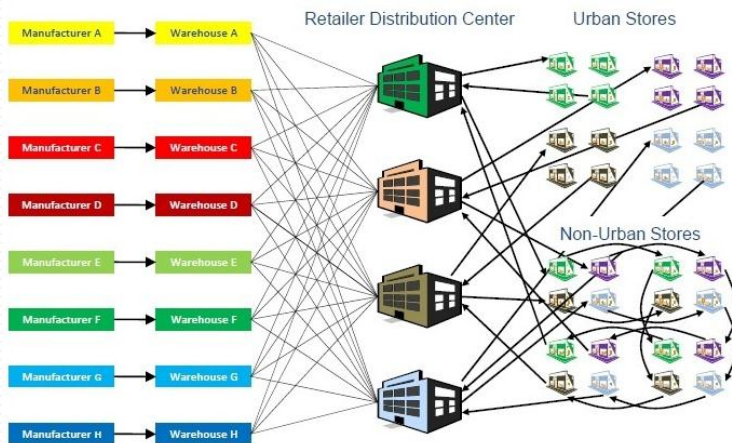 Retailer Distribution Center
Urban Stores
Manufacturer A
Warehouse A
Manufacturer B
Warehouse B
Manufacturer C
Warehouse C
Manufacturer D
Warehouse D
Non-Urban Stores
Manufacturer E
Warehouse E
Manufacturer F
Warehouse F
Manufacturer G
Warehouse G
Manufacturer H
Warehouse H